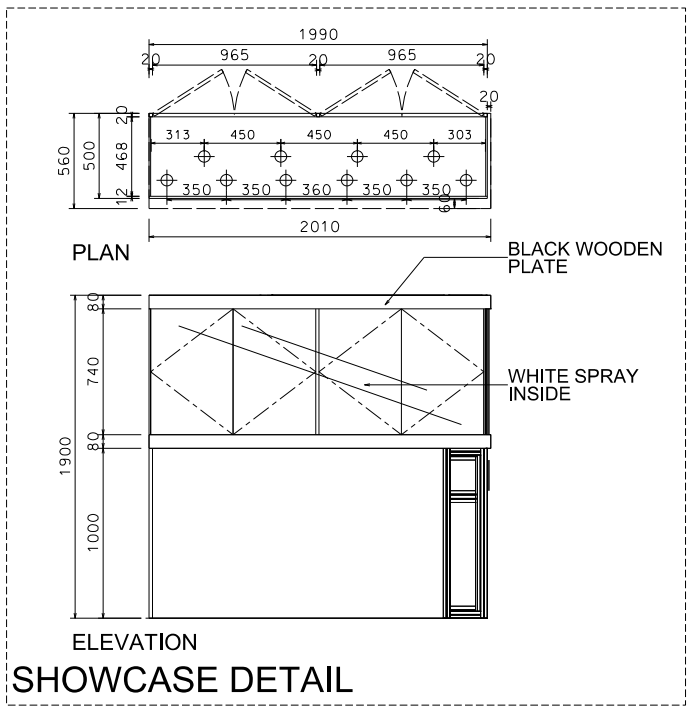 1990
20 965 20 965 20
20
20
313 450 450 450 303
560 500 468
350 350 360 350 350
12 60
2010
PLAN
BLACK WOODEN
PLATE
80
740
WHITE SPRAY
INSIDE
80
1900
1000
ELEVATION
SHOWCASE DETAIL